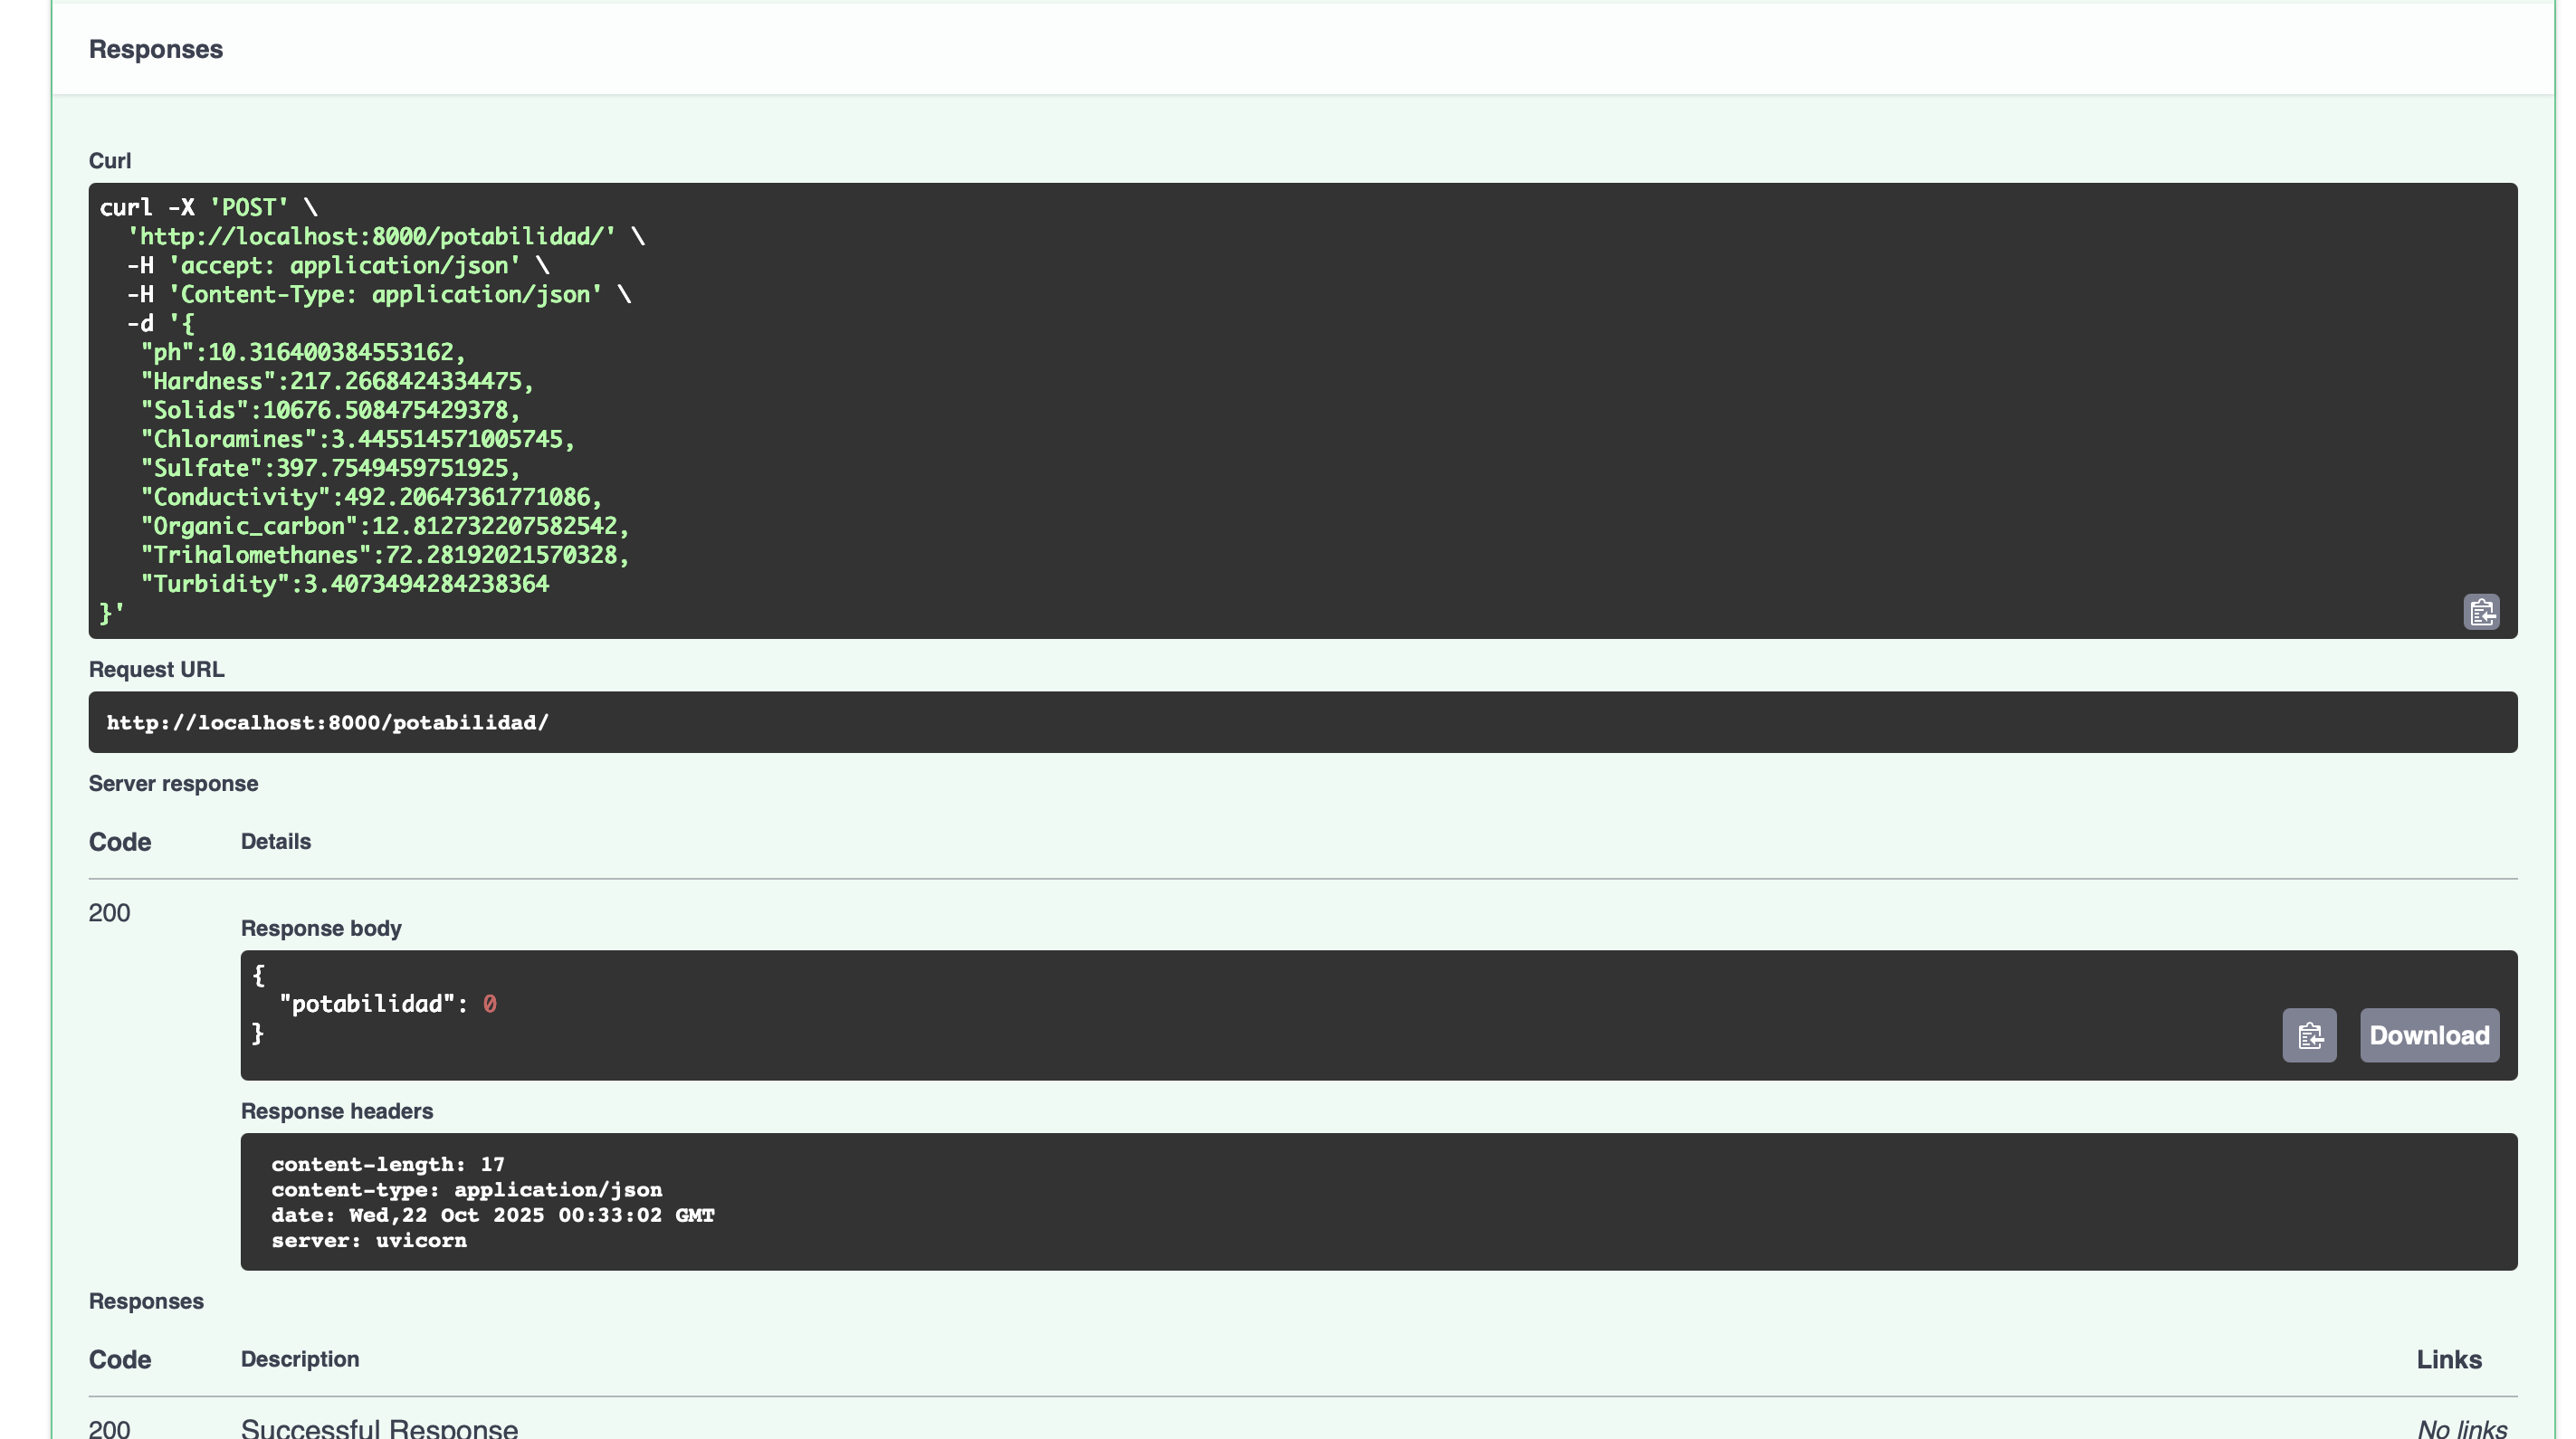 Responses
Curl
curl -X 'POST' \
  'http://localhost:8000/potabilidad/' \
  -H 'accept: application/json' \
  -H 'Content-Type: application/json' \
  -d '{
   "ph":10.316400384553162,
   "Hardness":217.2668424334475,
   "Solids":10676.508475429378,
   "Chloramines":3.445514571005745,
   "Sulfate":397.7549459751925,
   "Conductivity":492.20647361771086,
   "Organic_carbon":12.812732207582542,
   "Trihalomethanes":72.28192021570328,
   "Turbidity":3.4073494284238364
}'
Request URL
http://localhost:8000/potabilidad/
Server response
Code Details
200
Response body
{
  "potabilidad": 0
}
Download
Response headers
content-length: 17
content-type: application/json
date: Wed,22 Oct 2025 00:33:02 GMT
server: uvicorn
Responses
Code Description Links
200 Successful Response No links